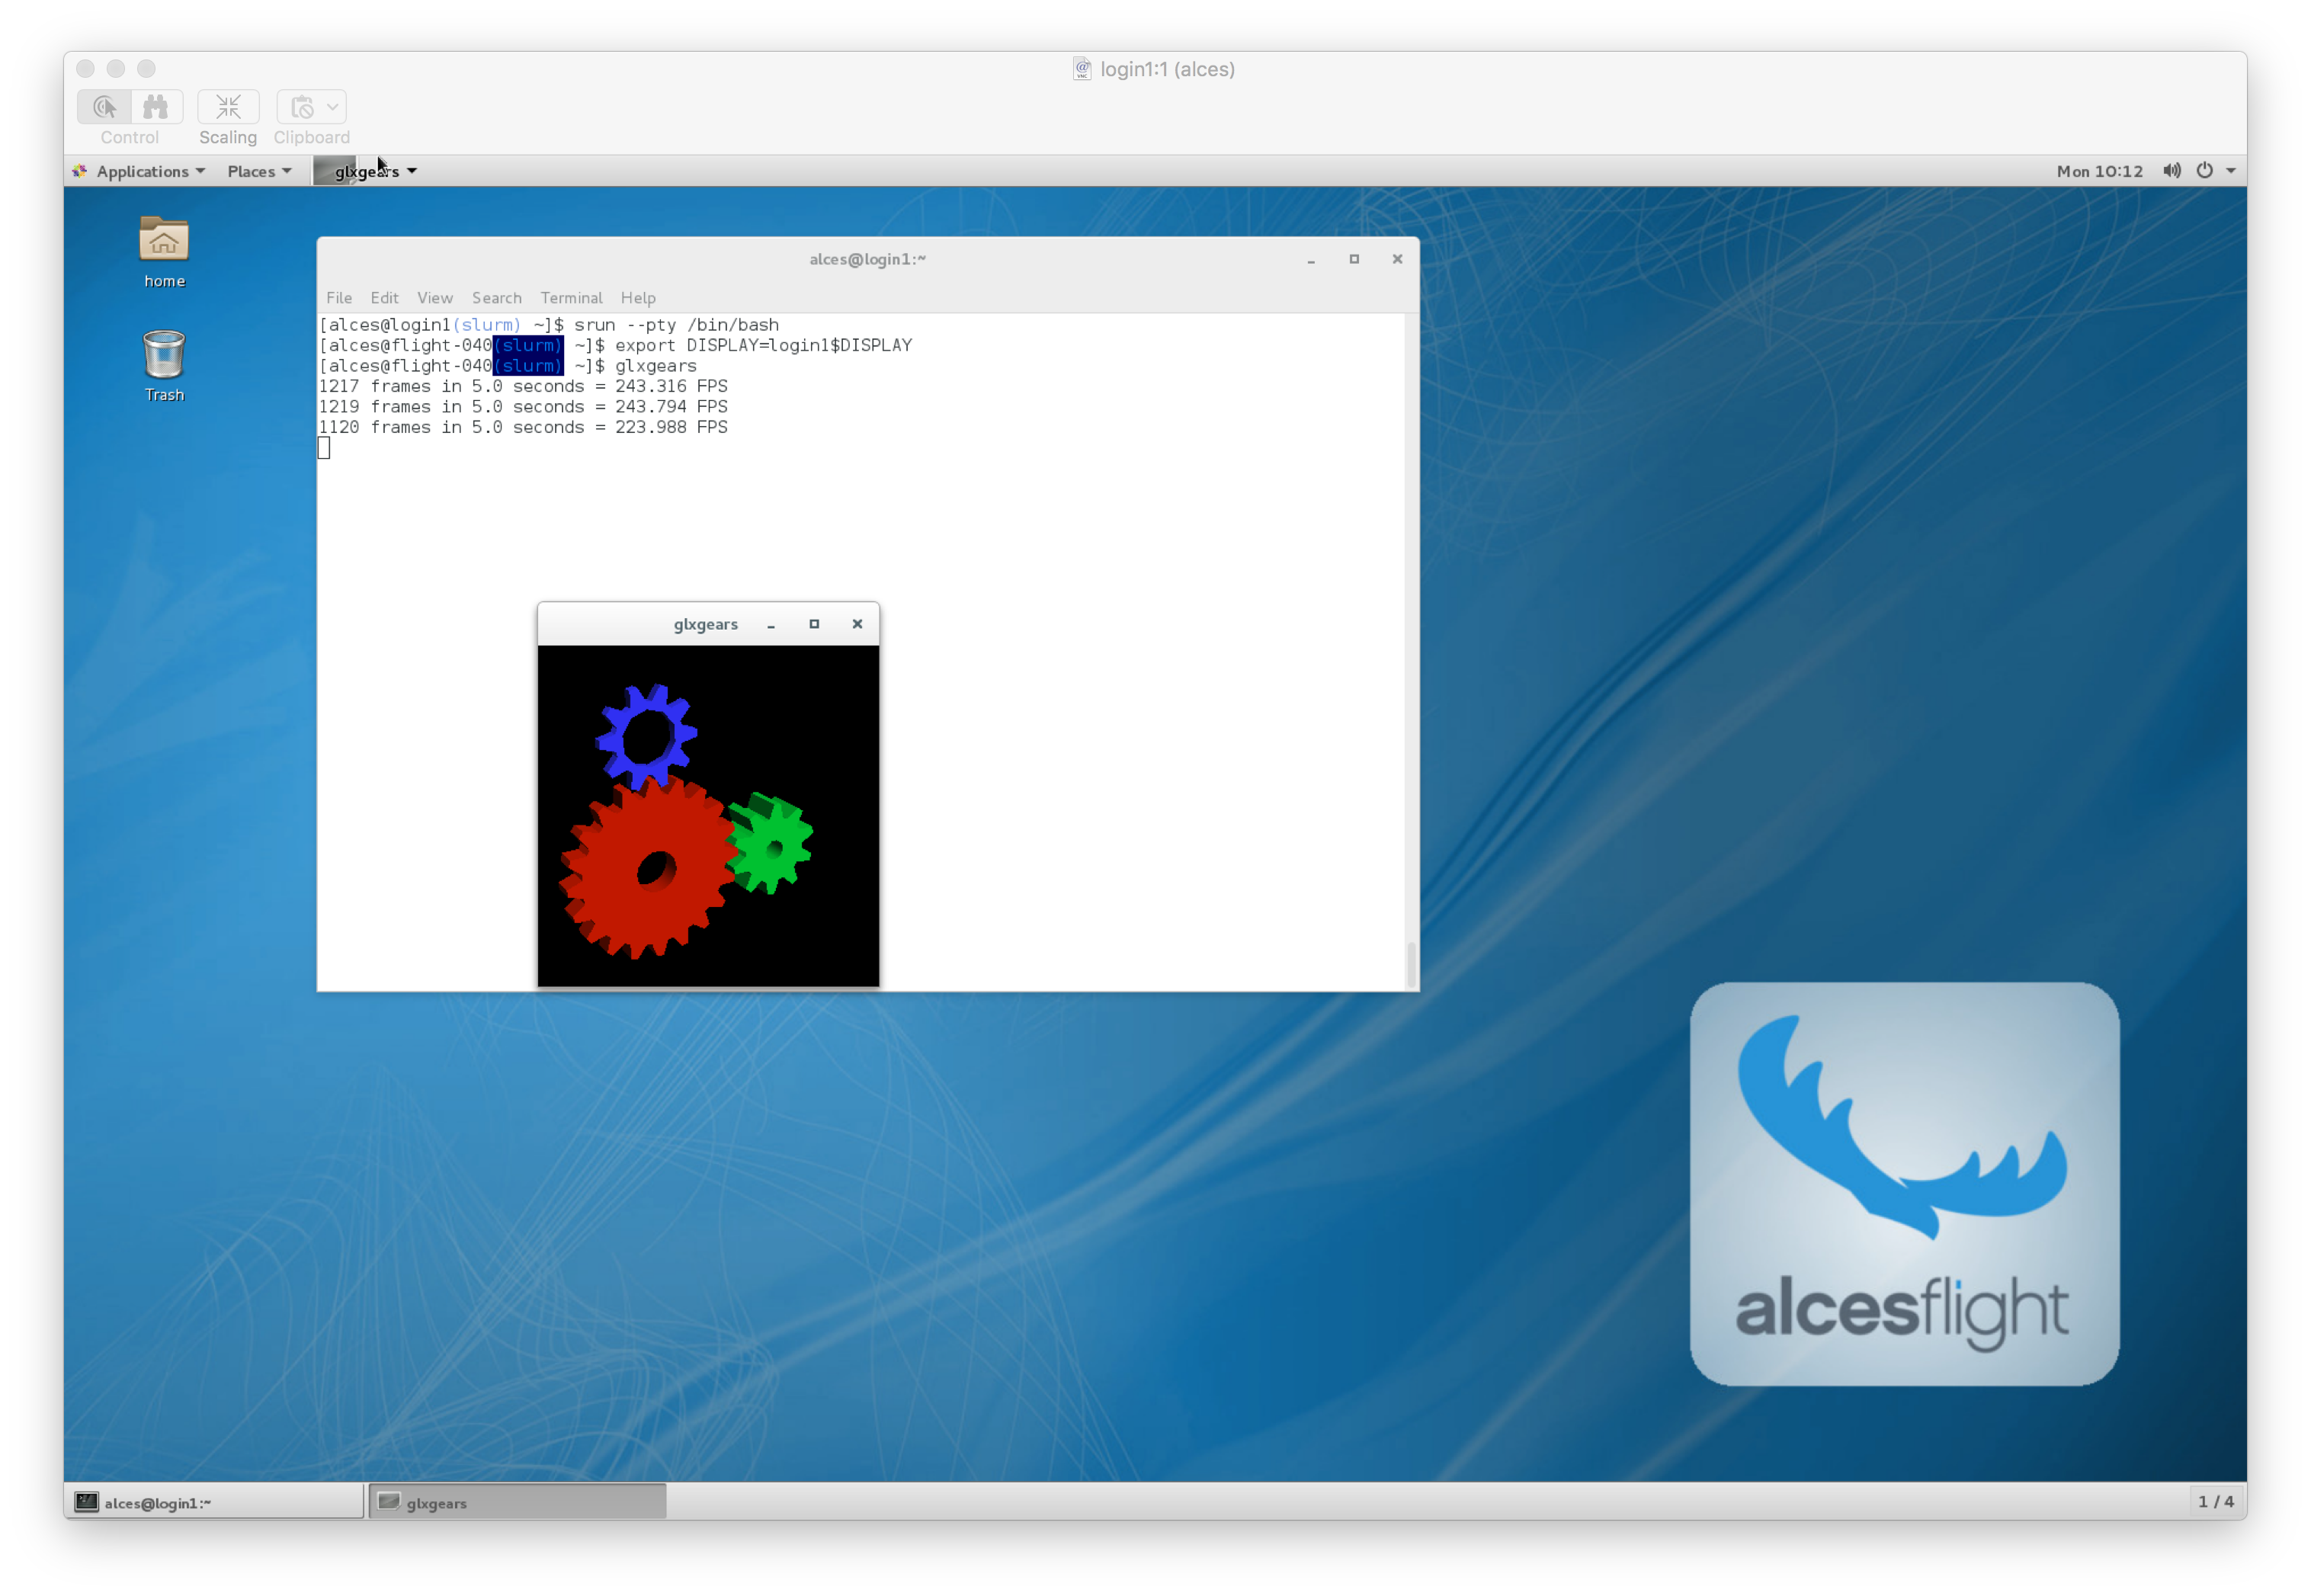 login1:1 (alces)
Control
Scaling
Clipboard
Applications
Places
glxgears
Mon 10:12
home
Trash
alces@login1:~
File Edit View Search Terminal Help
[alces@login1(slurm) ~]$ srun --pty /bin/bash
[alces@flight-040(slurm) ~]$ export DISPLAY=login1$DISPLAY
[alces@flight-040(slurm) ~]$ glxgears
1217 frames in 5.0 seconds = 243.316 FPS
1219 frames in 5.0 seconds = 243.794 FPS
1120 frames in 5.0 seconds = 223.988 FPS
glxgears
alcesflight
alces@login1:~
glxgears
1 / 4